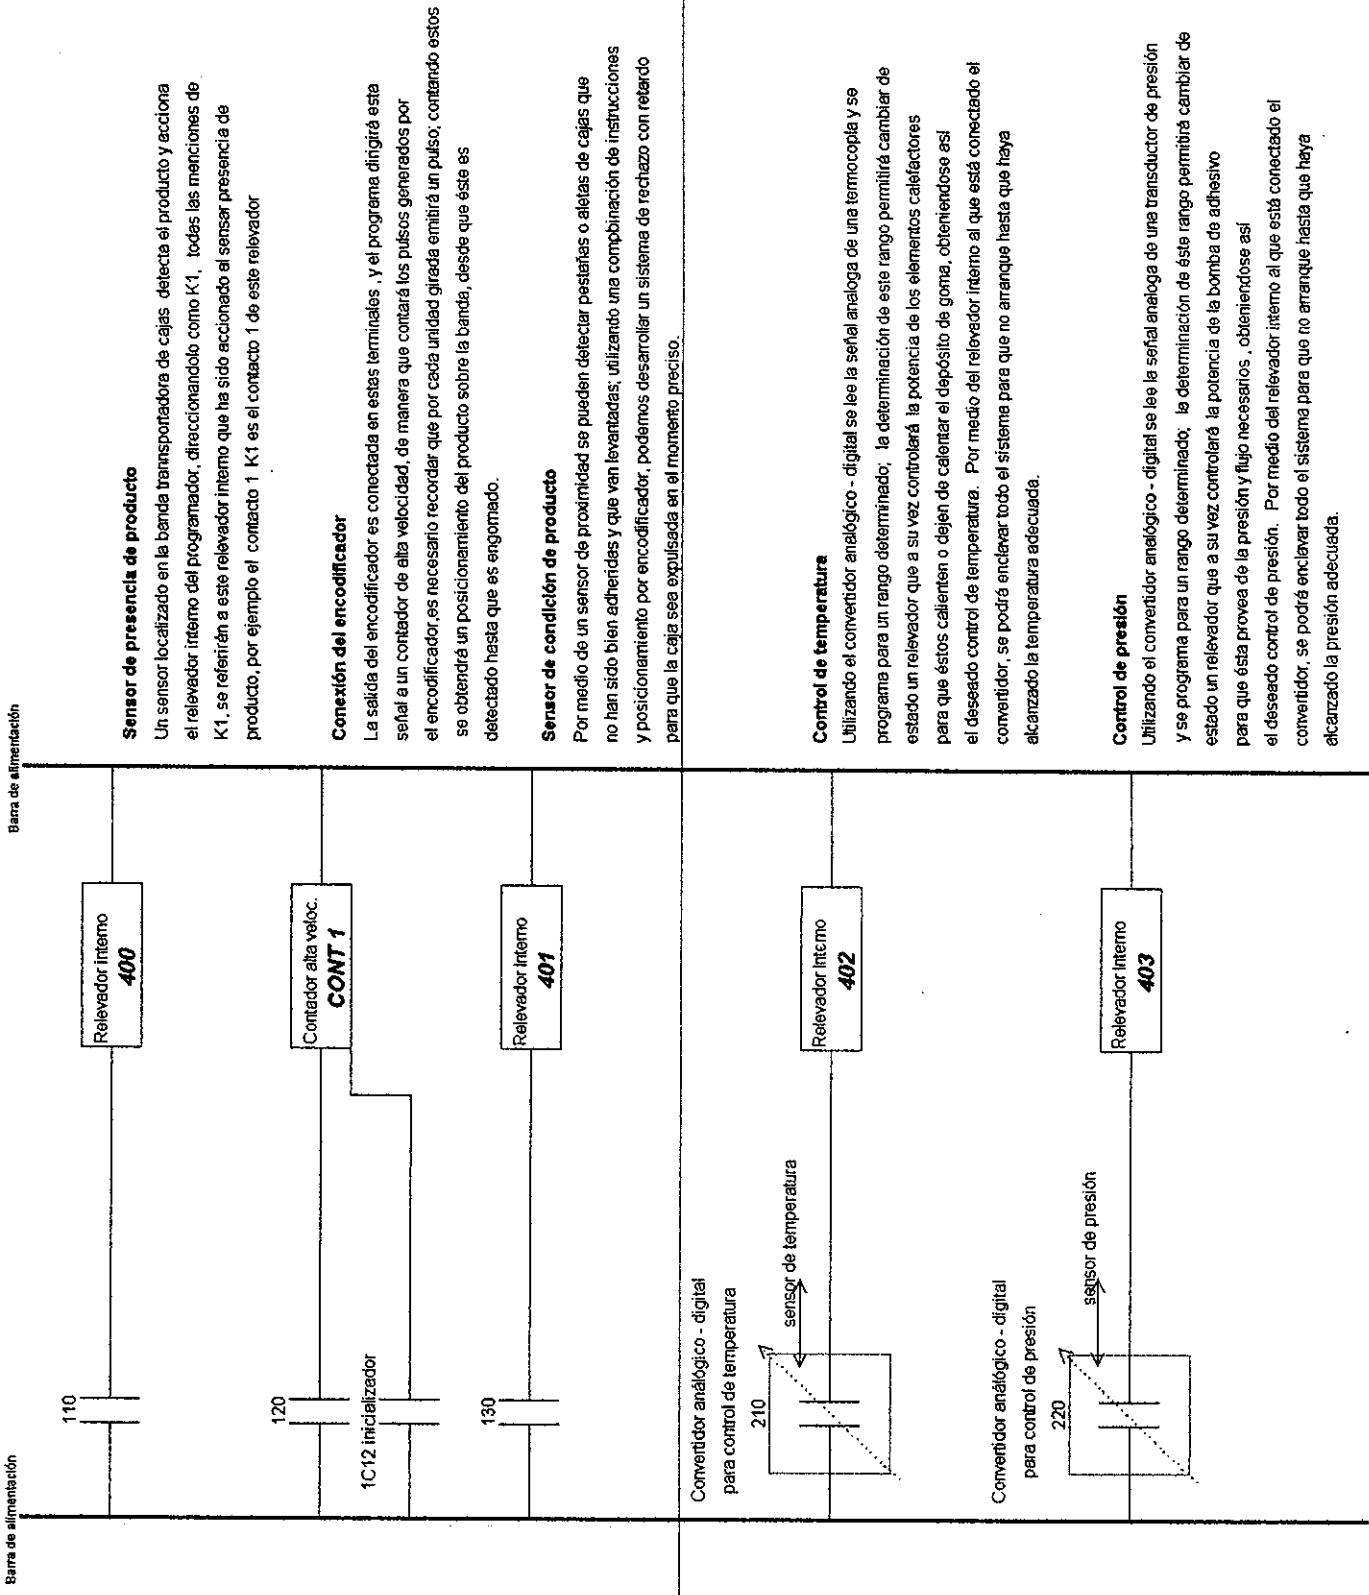 Barra de alimentación
Barra de alimentación
110
Relevador interno
400
Sensor de presencia de producto
Un sensor localizado en la banda trannsportadora de cajas detecta el producto y acciona
el relevador interno del programador, direccionandolo como K1, todas las menciones de
K1, se referirán a este relevador interno que ha sido accionado al sensar presencia de
producto, por ejemplo el contacto 1 K1 es el contacto 1 de este relevador
120
1C12 inicializador
Contador alta veloc.
CONT 1
Conexión del encodificador
La salida del encodificador es conectada en estas terminales , y el programa dirigirá esta
señal a un contador de alta velocidad, de manera que contará los pulsos generados por
el encodificador,es necesario recordar que por cada unidad girada emitirá un pulso; contando estos
se obtendrá un posicionamiento del producto sobre la banda, desde que éste es
detectado hasta que es engomado.
130
Relevador Interno
401
Sensor de condición de producto
Por medio de un sensor de proximidad se pueden detectar pestañas o aletas de cajas que
no han sido bien adheridas y que van levantadas; utilizando una compbinación de instrucciones
y posicionamiento por encodificador, podemos desarrollar un sistema de rechazo con retardo
para que la caja sea expulsada en el momento preciso.
Convertidor análógico - digital
para control de temperatura
210
sensor de temperatura
Relevador Interno
402
Control de temperatura
Utilizando el convertidor analógico - digital se lee la señal analoga de una termocopla y se
programa para un rango determinado; la determinación de este rango permitirá cambiar de
estado un relevador que a su vez controlará la potencia de los elementos calefactores
para que éstos calienten o dejen de calentar el depósito de goma, obteniendose así
el deseado control de temperatura. Por medio del relevador interno al que está conectado el
convertidor, se podrá enclavar todo el sistema para que no arranque hasta que haya
alcanzado la temperatura adecuada.
Convertidor análógico - digital
para control de presión
220
sensor de presión
Relevador Interno
403
Control de presión
Utilizando el convertidor analógico - digital se lee la señal analoga de una transductor de presión
y se programa para un rango determinado; la determinación de éste rango permitirá cambiar de
estado un relevador que a su vez controlará la potencia de la bomba de adhesivo
para que ésta provea de la presión y flujo necesarios , obteniendose así
el deseado control de presión. Por medio del relevador interno al que está conectado el
convertidor, se podrá enclavar todo el sistema para que no arranque hasta que haya
alcanzado la presión adecuada.